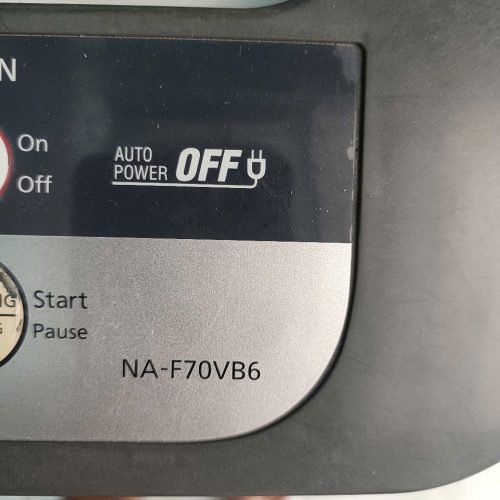 N
On
Off
AUTO
POWER OFF
Start
Pause
NA-F70VB6